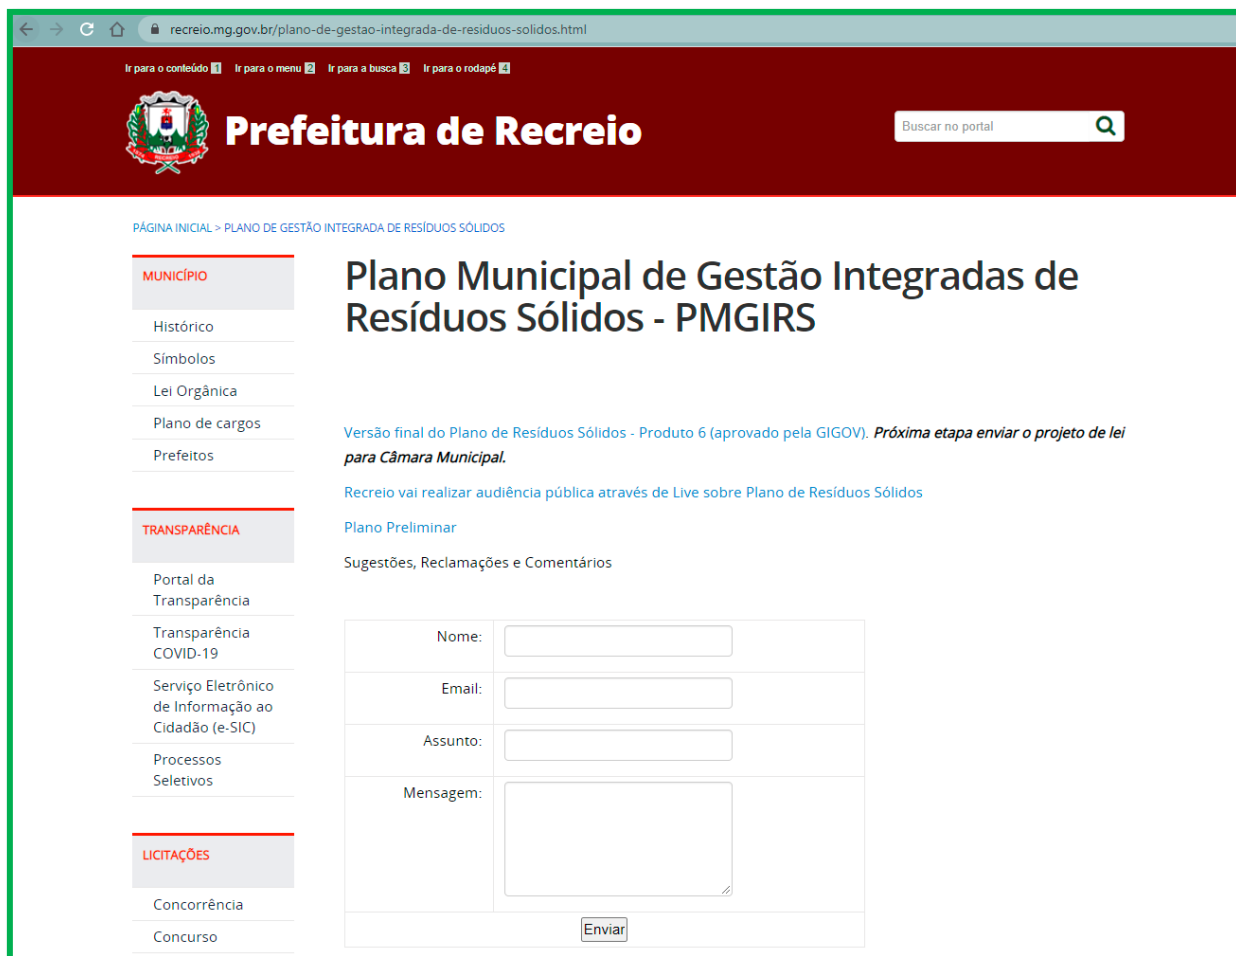 recreio.mg.gov.br/plano-de-gestao-integrada-de-residuos-solidos.html
Ir para o conteúdo 1 Ir para o menu 2 Ir para a busca 3 Ir para o rodapé 4
Prefeitura de Recreio
Buscar no portal
PÁGINA INICIAL > PLANO DE GESTÃO INTEGRADA DE RESÍDUOS SÓLIDOS
MUNICÍPIO
Histórico
Símbolos
Lei Orgânica
Plano de cargos
Prefeitos
TRANSPARÊNCIA
Portal da
Transparência
Transparência
COVID-19
Serviço Eletrônico
de Informação ao
Cidadão (e-SIC)
Processos
Seletivos
LICITAÇÕES
Concorrência
Concurso
Plano Municipal de Gestão Integradas de
Resíduos Sólidos - PMGIRS
Versão final do Plano de Resíduos Sólidos - Produto 6 (aprovado pela GIGOV). Próxima etapa enviar o projeto de lei
para Câmara Municipal.
Recreio vai realizar audiência pública através de Live sobre Plano de Resíduos Sólidos
Plano Preliminar
Sugestões, Reclamações e Comentários
Nome:
Email:
Assunto:
Mensagem:
Enviar